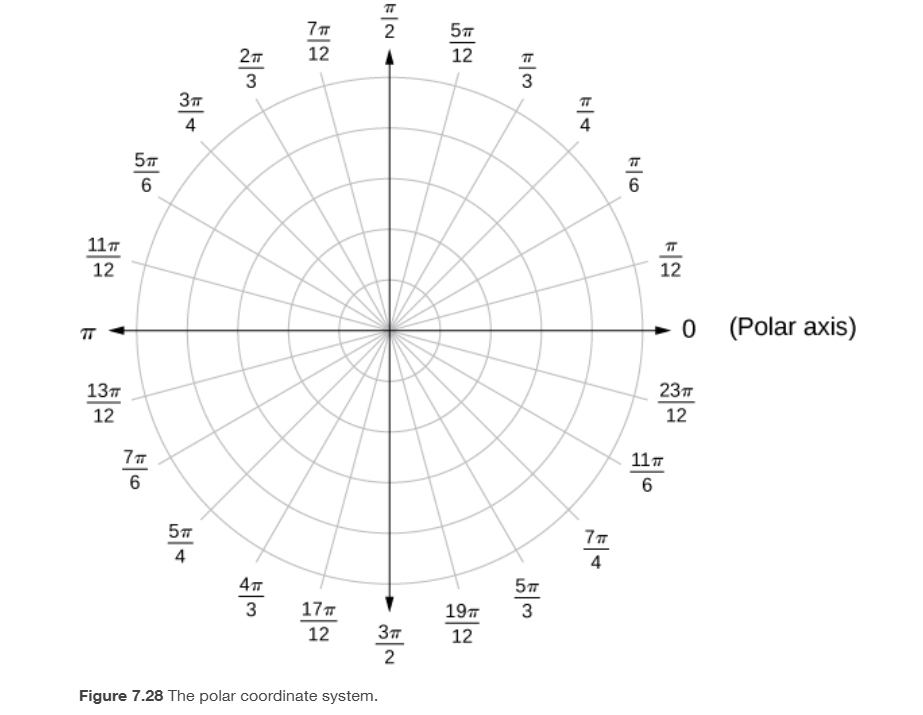 π/2
7π/12
5π/12
2π/3
π/3
3π/4
π/4
5π/6
π/6
11π/12
π/12
π
0 (Polar axis)
13π/12
23π/12
7π/6
11π/6
5π/4
7π/4
4π/3
5π/3
17π/12
19π/12
3π/2
Figure 7.28 The polar coordinate system.